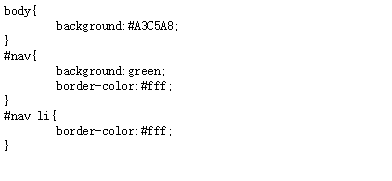 body{
	background:#A3C5A8;
}
#nav{
	background:green;
	border-color:#fff;
}
#nav li{
	border-color:#fff;
}